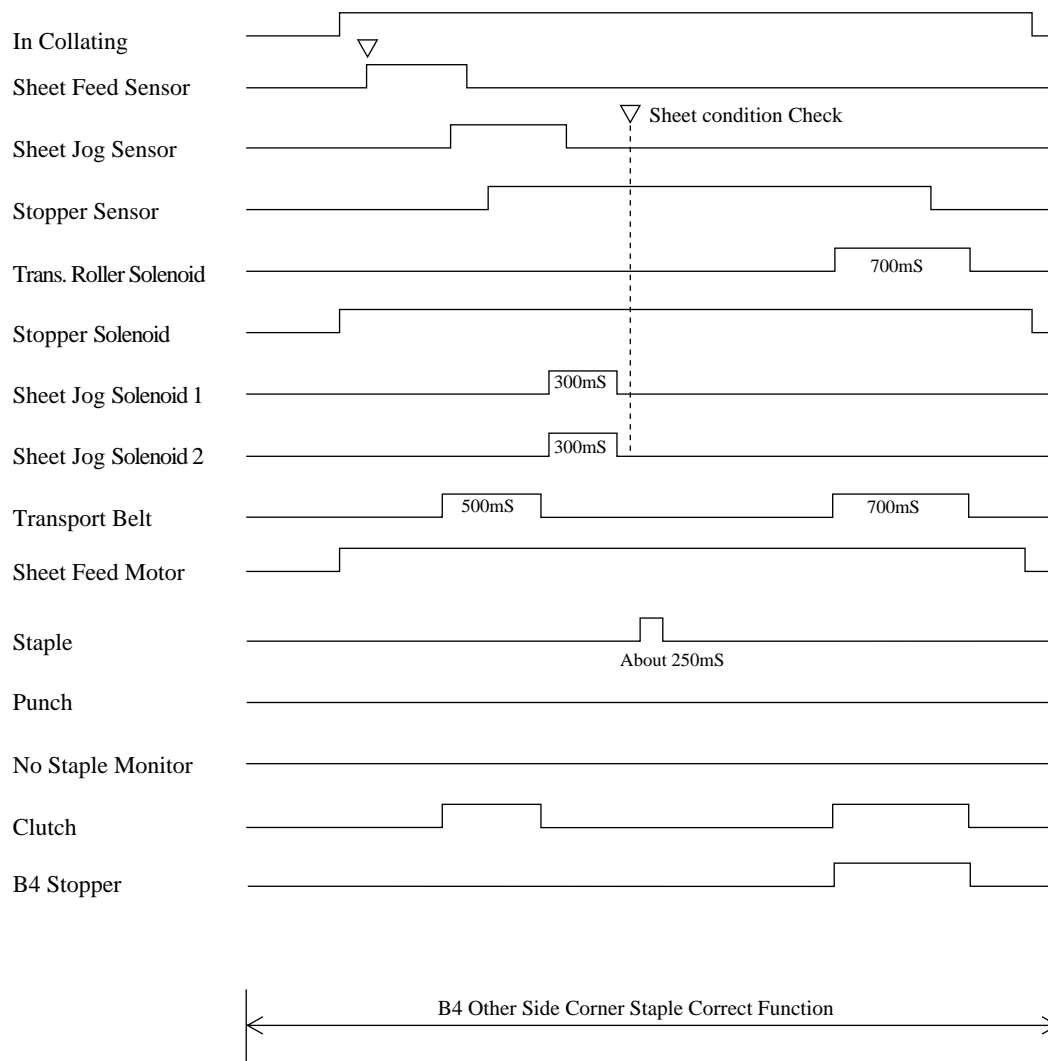 In Collating
Sheet Feed Sensor
Sheet condition Check
Sheet Jog Sensor
Stopper Sensor
Trans. Roller Solenoid
700mS
Stopper Solenoid
Sheet Jog Solenoid 1
300mS
Sheet Jog Solenoid 2
300mS
Transport Belt
500mS
700mS
Sheet Feed Motor
Staple
About 250mS
Punch
No Staple Monitor
Clutch
B4 Stopper
B4 Other Side Corner Staple Correct Function